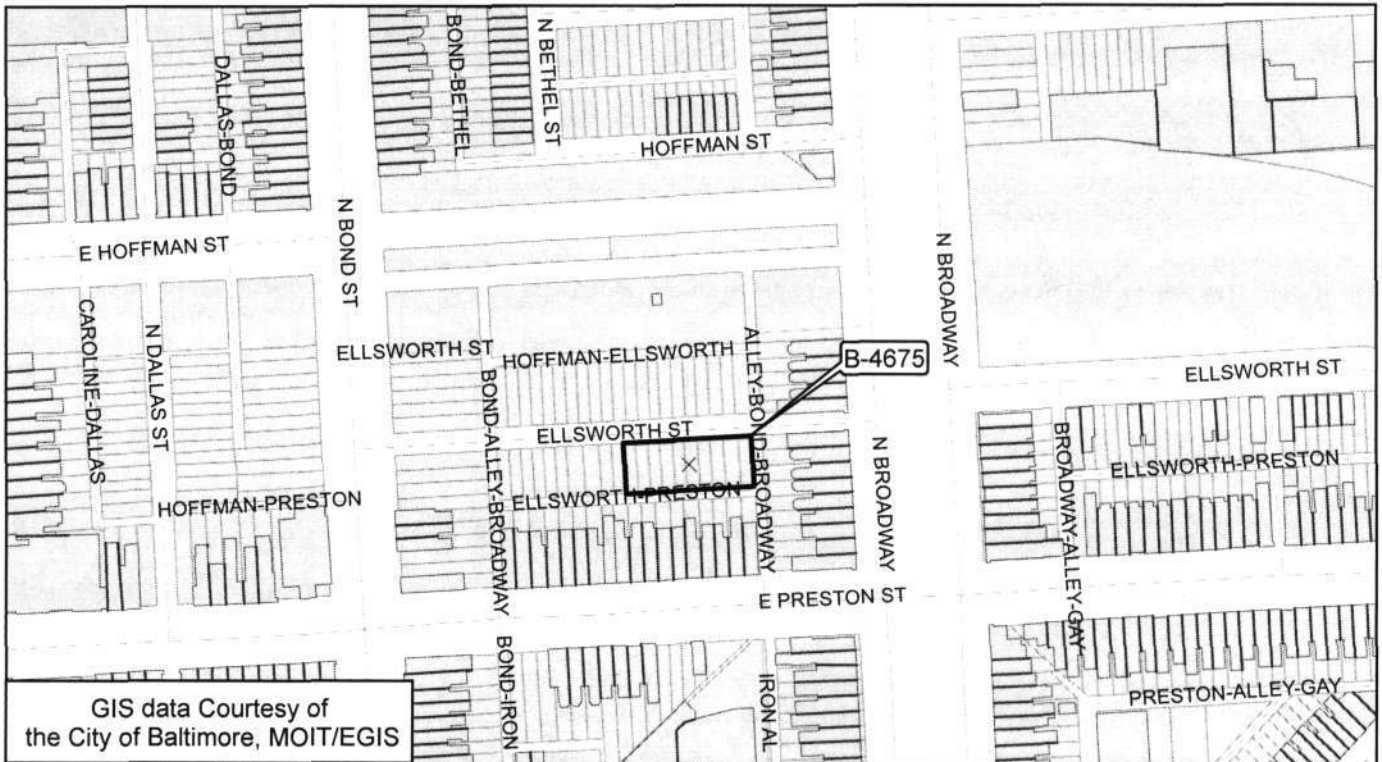 BOND-BETHEL
N BETHEL ST
DALLAS-BOND
HOFFMAN ST
N BOND ST
E HOFFMAN ST
N BROADWAY
CAROLINE-DALLAS
N DALLAS ST
ELLSWORTH ST
HOFFMAN-ELLSWORTH
ALLEY-BOND-BROADWAY
B-4675
ELLSWORTH ST
BOND-ALLEY-BROADWAY
ELLSWORTH ST
N BROADWAY
BROADWAY-ALLEY-GAY
ELLSWORTH-PRESTON
ELLSWORTH-PRESTON
HOFFMAN-PRESTON
E PRESTON ST
BOND-IRON
IRON AL
PRESTON-ALLEY-GAY
GIS data Courtesy of
the City of Baltimore, MOIT/EGIS